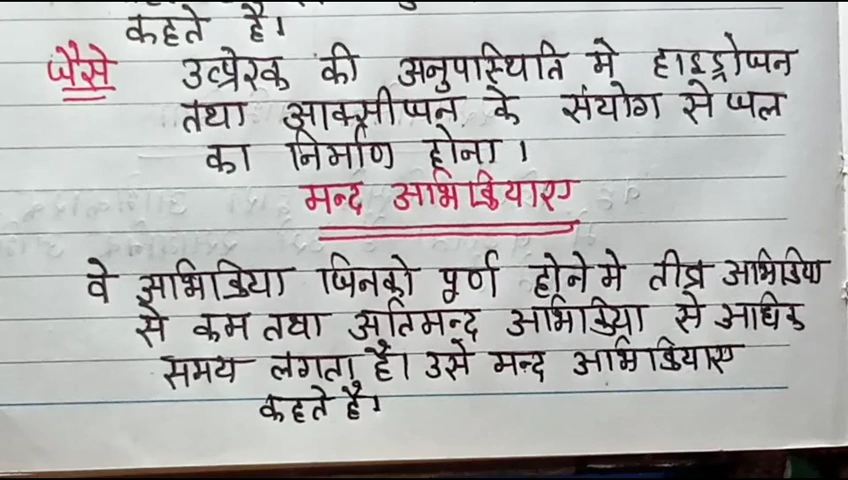 कहते है।
जैसे उत्प्रेरक की अनुपस्थिति मे हाइड्रोजन
तथा आक्सीजन के संयोग से जल
का निर्माण होना।
मन्द अभिक्रियाए
वे अभिक्रिया जिनको पूर्ण होने मे तीव्र अभिक्रिया
से कम तथा अतिमन्द अभिक्रिया से अधिक
समय लगता है। उसे मन्द अभिक्रियाए
कहते है।